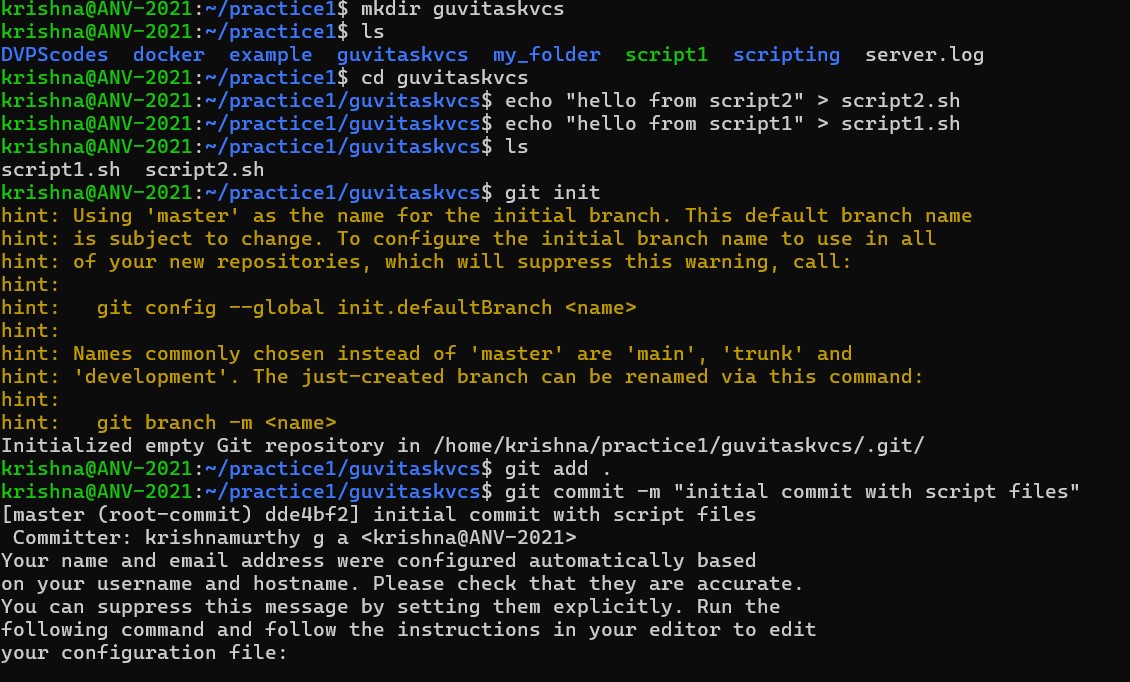 krishna@ANV-2021:~/practice1$ mkdir guvitaskvcs
krishna@ANV-2021:~/practice1$ ls
DVPScodes  docker  example  guvitaskvcs  my_folder  script1  scripting  server.log
krishna@ANV-2021:~/practice1$ cd guvitaskvcs
krishna@ANV-2021:~/practice1/guvitaskvcs$ echo "hello from script2" > script2.sh
krishna@ANV-2021:~/practice1/guvitaskvcs$ echo "hello from script1" > script1.sh
krishna@ANV-2021:~/practice1/guvitaskvcs$ ls
script1.sh  script2.sh
krishna@ANV-2021:~/practice1/guvitaskvcs$ git init
hint: Using 'master' as the name for the initial branch. This default branch name
hint: is subject to change. To configure the initial branch name to use in all
hint: of your new repositories, which will suppress this warning, call:
hint:
hint:   git config --global init.defaultBranch <name>
hint:
hint: Names commonly chosen instead of 'master' are 'main', 'trunk' and
hint: 'development'. The just-created branch can be renamed via this command:
hint:
hint:   git branch -m <name>
Initialized empty Git repository in /home/krishna/practice1/guvitaskvcs/.git/
krishna@ANV-2021:~/practice1/guvitaskvcs$ git add .
krishna@ANV-2021:~/practice1/guvitaskvcs$ git commit -m "initial commit with script files"
[master (root-commit) dde4bf2] initial commit with script files
 Committer: krishnamurthy g a <krishna@ANV-2021>
Your name and email address were configured automatically based
on your username and hostname. Please check that they are accurate.
You can suppress this message by setting them explicitly. Run the
following command and follow the instructions in your editor to edit
your configuration file: